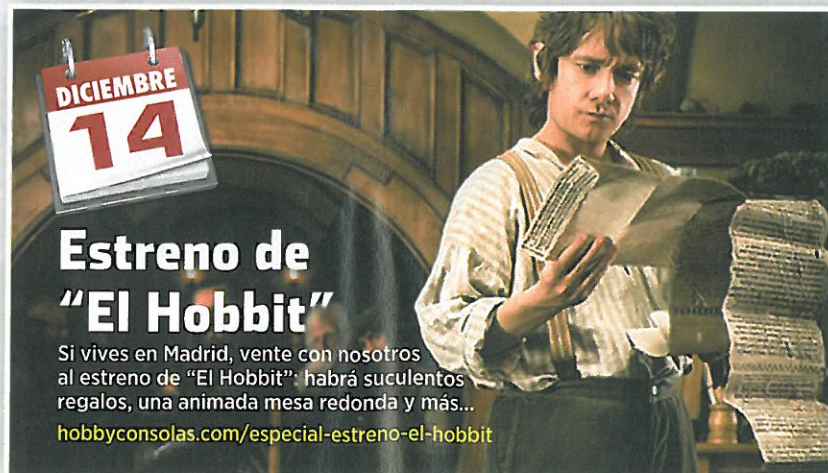 DICIEMBRE
14
Estreno de
“El Hobbit”
Si vives en Madrid, vente con nosotros
al estreno de “El Hobbit”: habrá suculentos
regalos, una animada mesa redonda y más...
hobbyconsolas.com/especial-estreno-el-hobbit